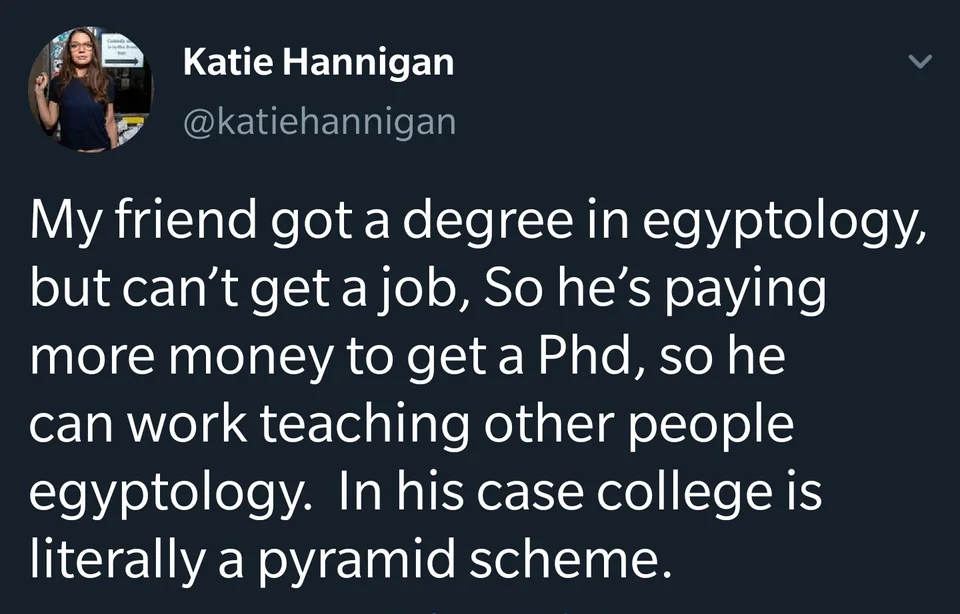 Katie Hannigan
@katiehannigan
My friend got a degree in egyptology,
but can’t get a job, So he’s paying
more money to get a Phd, so he
can work teaching other people
egyptology.  In his case college is
literally a pyramid scheme.